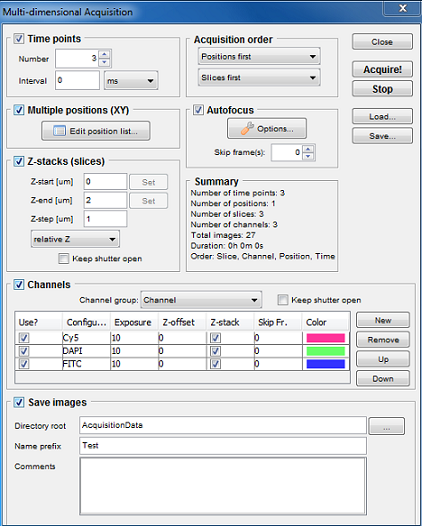 Multi-dimensional Acquisition
X
Time points
Number 3
Interval 0 ms
Acquisition order
Positions first
Slices first
Close
Acquire!
Stop
Load...
Save...
Multiple positions (XY)
Edit position list...
Autofocus
Options...
Skip frame(s): 0
Z-stacks (slices)
Z-start [um] 0 Set
Z-end [um] 2 Set
Z-step [um] 1
relative Z
Keep shutter open
Summary
Number of time points: 3
Number of positions: 1
Number of slices: 3
Number of channels: 3
Total images: 27
Duration: 0h 0m 0s
Order: Slice, Channel, Position, Time
Channels
Channel group: Channel Keep shutter open
Use? Configu... Exposure Z-offset Z-stack Skip Fr. Color
Cy5 10 0 0
DAPI 10 0 0
FITC 10 0 0
New
Remove
Up
Down
Save images
Directory root AcquisitionData ...
Name prefix Test
Comments